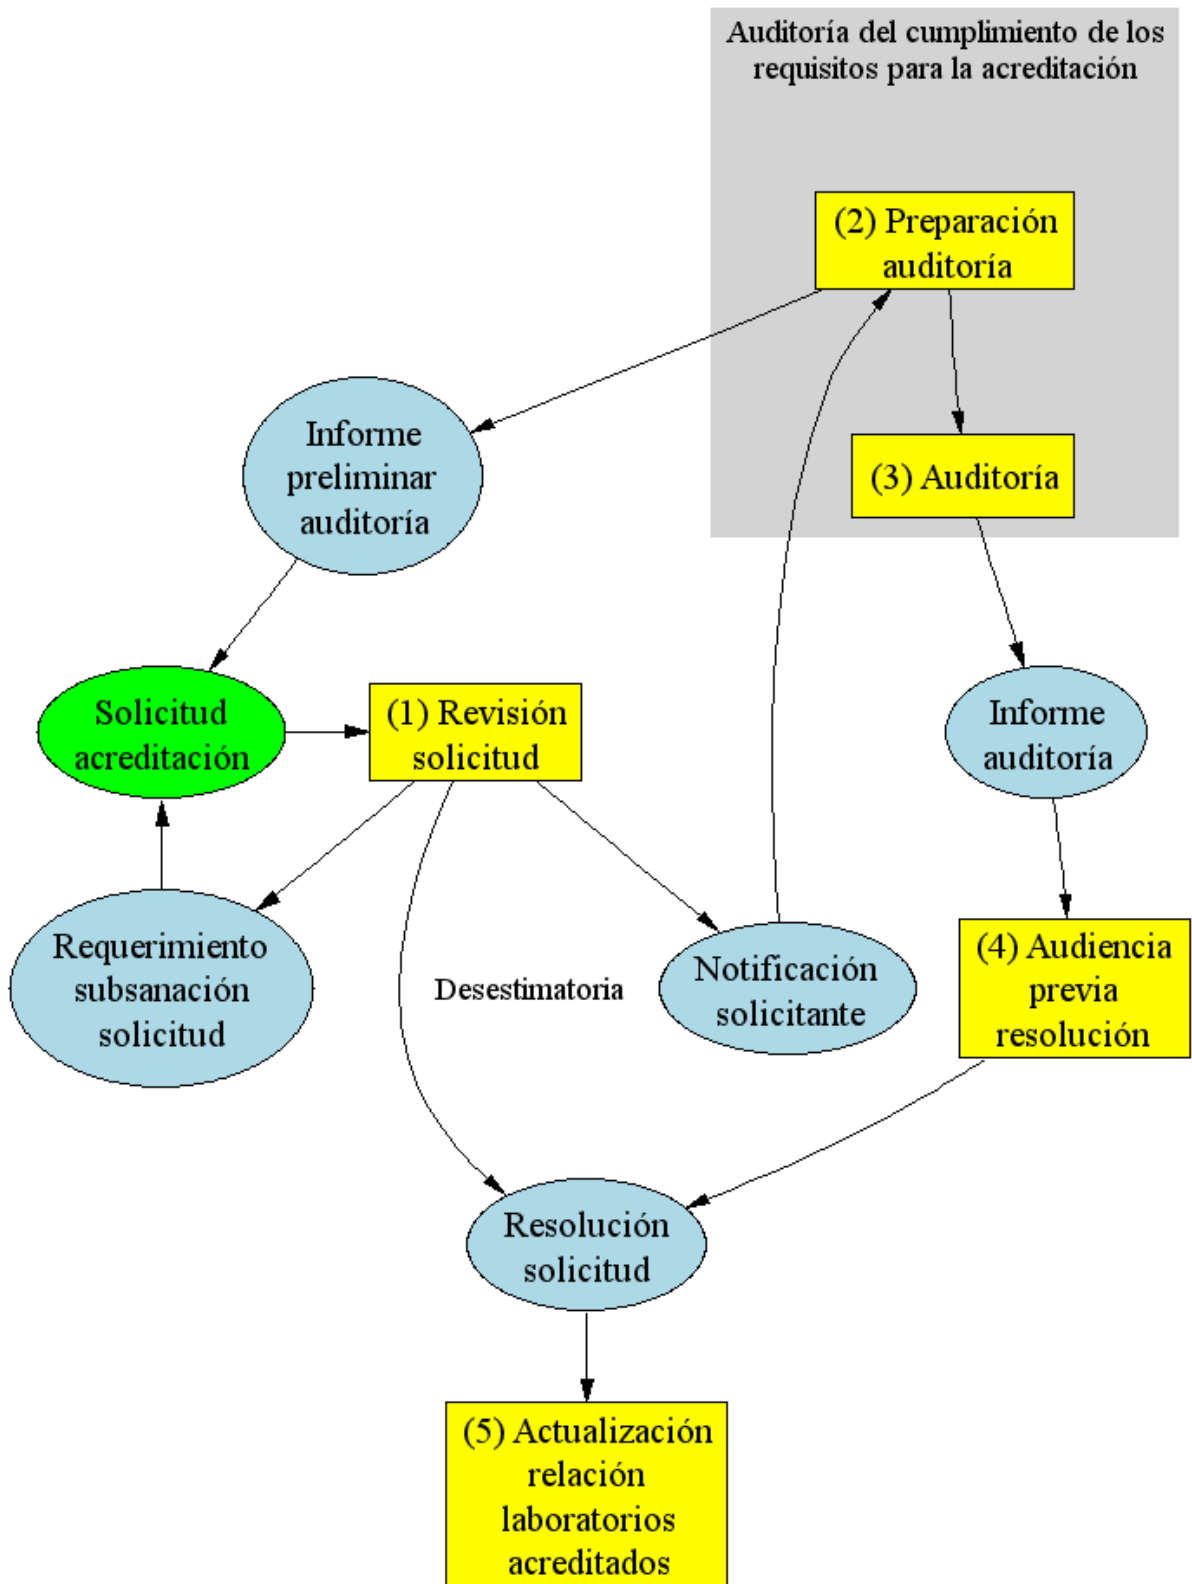 Auditoría del cumplimiento de los
requisitos para la acreditación
(2) Preparación
auditoría
Informe
preliminar
auditoría
(3) Auditoría
Solicitud
acreditación
(1) Revisión
solicitud
Informe
auditoría
Requerimiento
subsanación
solicitud
Desestimatoria
Notificación
solicitante
(4) Audiencia
previa
resolución
Resolución
solicitud
(5) Actualización
relación
laboratorios
acreditados